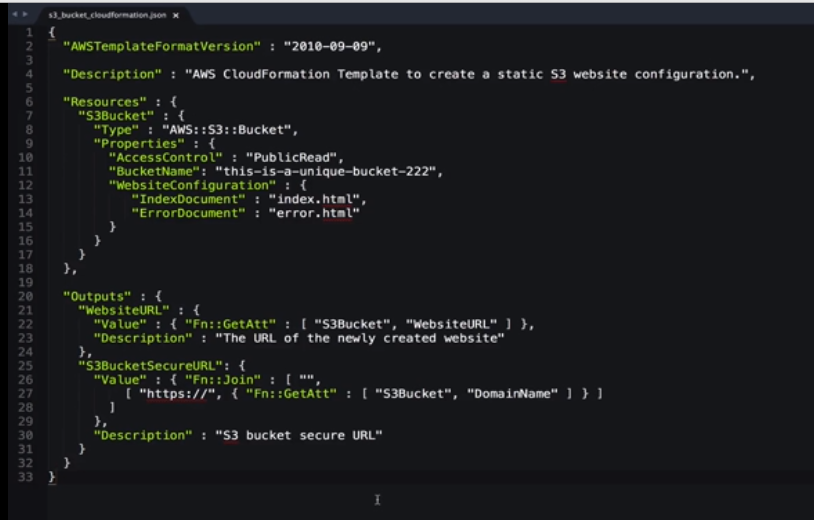 s3_bucket_cloudformation.json ×
1 {
2 "AWSTemplateFormatVersion" : "2010-09-09",
3
4 "Description" : "AWS CloudFormation Template to create a static S3 website configuration.",
5
6 "Resources" : {
7 "S3Bucket" : {
8 "Type" : "AWS::S3::Bucket",
9 "Properties" : {
10 "AccessControl" : "PublicRead",
11 "BucketName": "this-is-a-unique-bucket-222",
12 "WebsiteConfiguration" : {
13 "IndexDocument" : "index.html",
14 "ErrorDocument" : "error.html"
15 }
16 }
17 }
18 },
19
20 "Outputs" : {
21 "WebsiteURL" : {
22 "Value" : { "Fn::GetAtt" : [ "S3Bucket", "WebsiteURL" ] },
23 "Description" : "The URL of the newly created website"
24 },
25 "S3BucketSecureURL": {
26 "Value" : { "Fn::Join" : [ "",
27 [ "https://", { "Fn::GetAtt" : [ "S3Bucket", "DomainName" ] } ]
28 ]
29 },
30 "Description" : "S3 bucket secure URL"
31 }
32 }
33 }